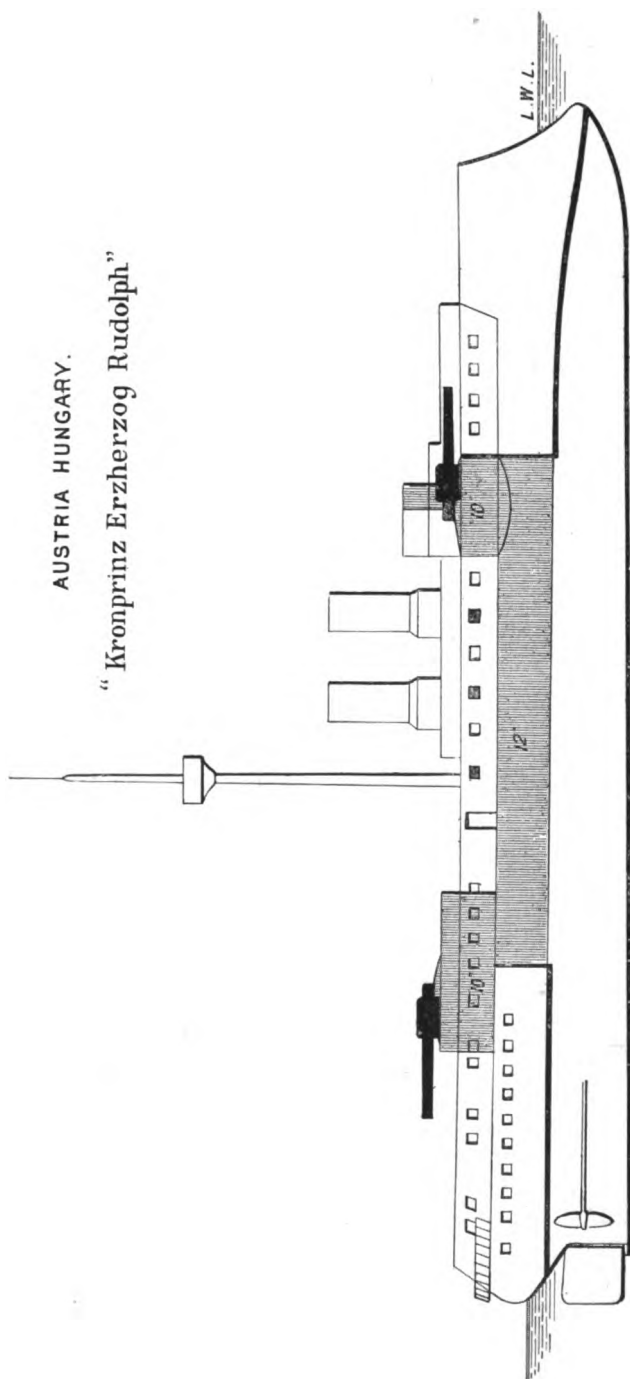 AUSTRIA HUNGARY.
“Kronprinz Erzherzog Rudolph”
L.W.L.
10"
12"
10"